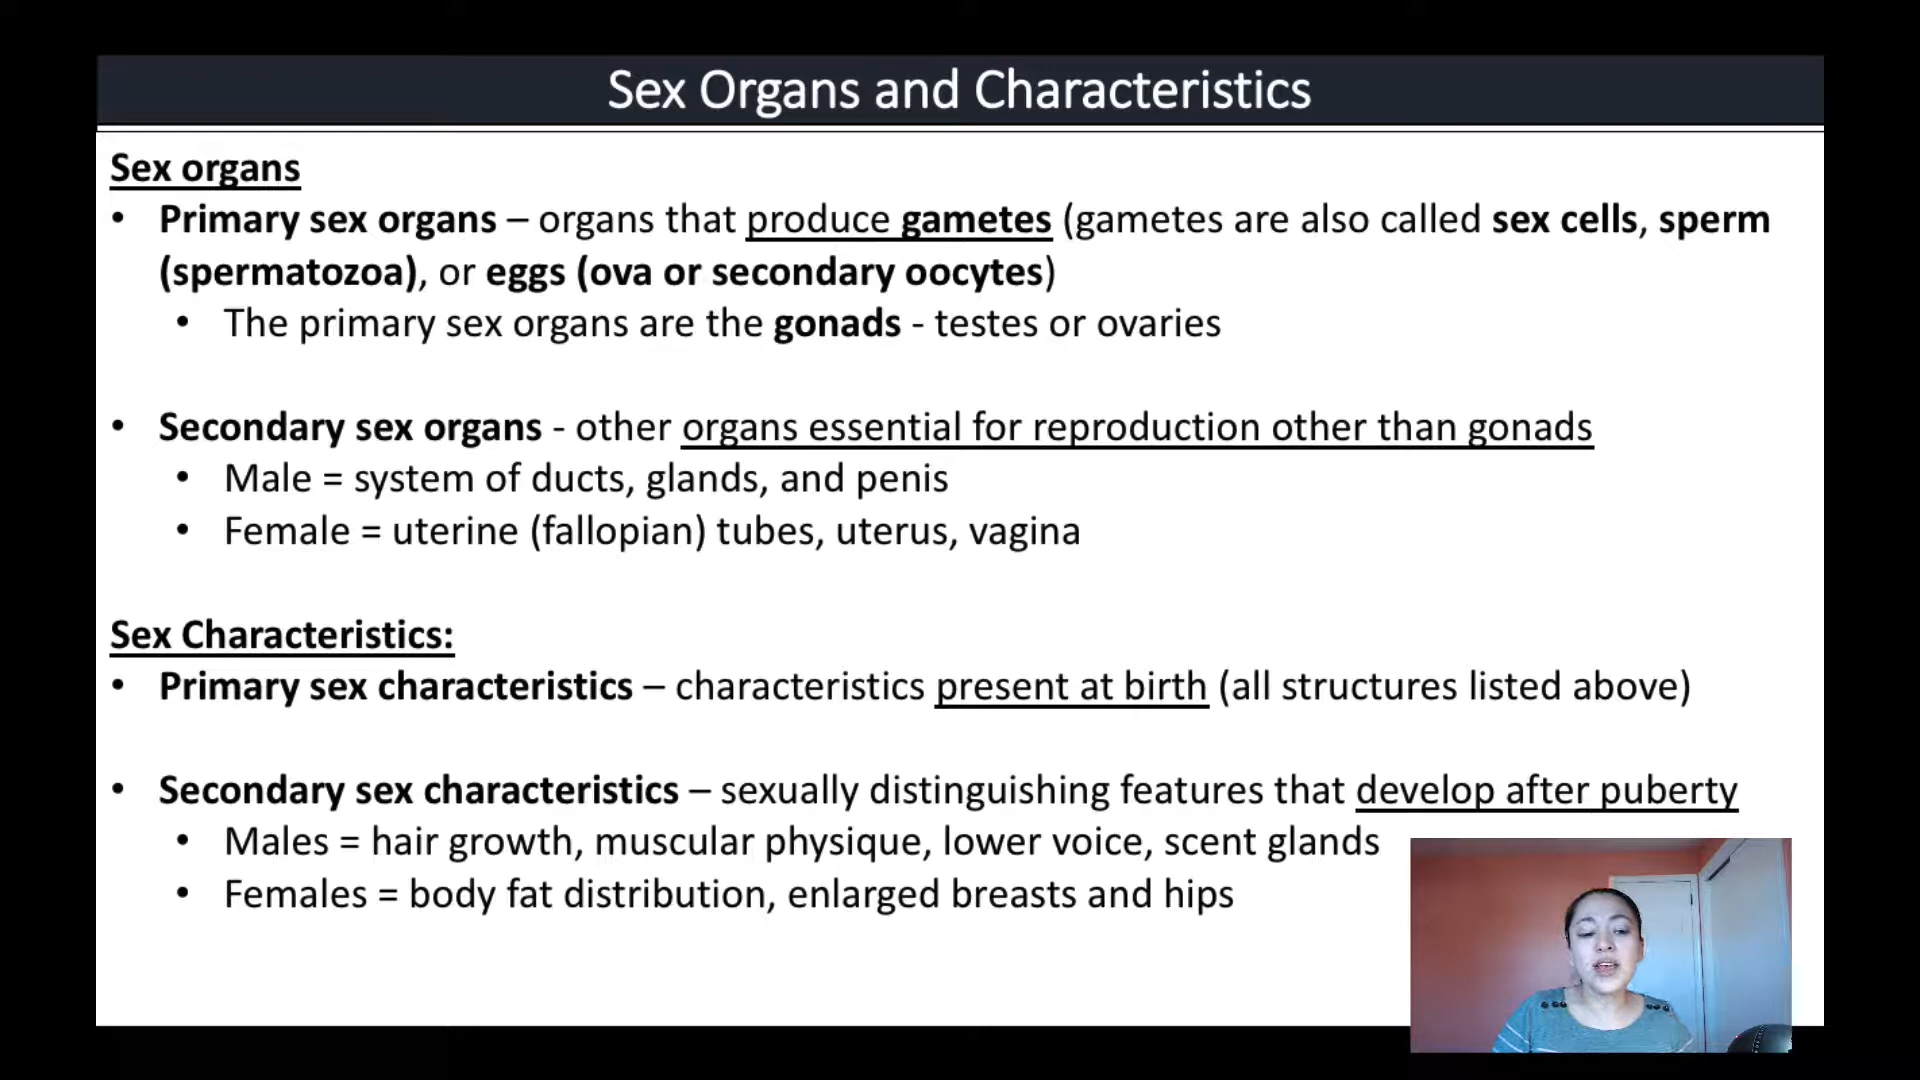 Sex Organs and Characteristics
Sex organs
• Primary sex organs – organs that produce gametes (gametes are also called sex cells, sperm
(spermatozoa), or eggs (ova or secondary oocytes)
• The primary sex organs are the gonads - testes or ovaries
• Secondary sex organs - other organs essential for reproduction other than gonads
• Male = system of ducts, glands, and penis
• Female = uterine (fallopian) tubes, uterus, vagina
Sex Characteristics:
• Primary sex characteristics – characteristics present at birth (all structures listed above)
• Secondary sex characteristics – sexually distinguishing features that develop after puberty
• Males = hair growth, muscular physique, lower voice, scent glands
• Females = body fat distribution, enlarged breasts and hips